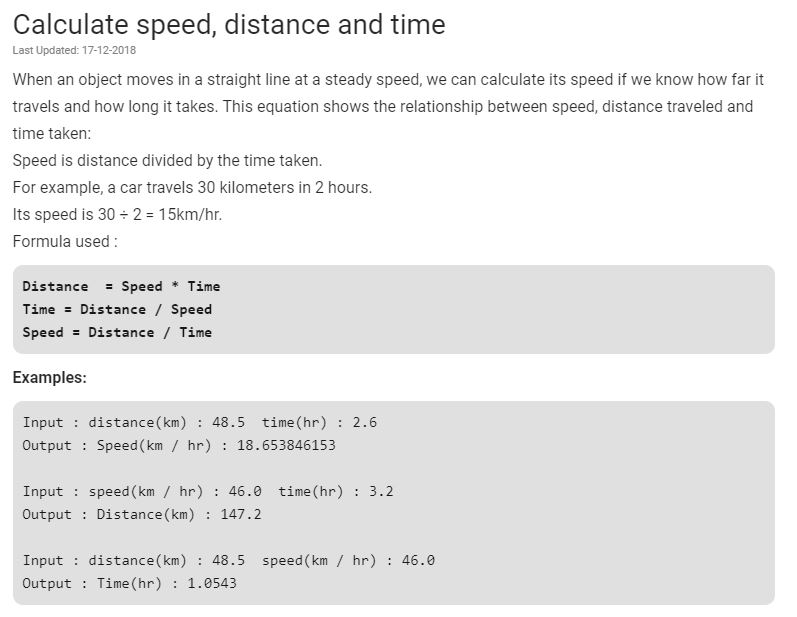 Calculate speed, distance and time
Last Updated: 17-12-2018
When an object moves in a straight line at a steady speed, we can calculate its speed if we know how far it
travels and how long it takes. This equation shows the relationship between speed, distance traveled and
time taken:
Speed is distance divided by the time taken.
For example, a car travels 30 kilometers in 2 hours.
Its speed is 30 ÷ 2 = 15km/hr.
Formula used :
Distance  = Speed * Time
Time = Distance / Speed
Speed = Distance / Time
Examples:
Input : distance(km) : 48.5  time(hr) : 2.6
Output : Speed(km / hr) : 18.653846153
Input : speed(km / hr) : 46.0  time(hr) : 3.2
Output : Distance(km) : 147.2
Input : distance(km) : 48.5  speed(km / hr) : 46.0
Output : Time(hr) : 1.0543